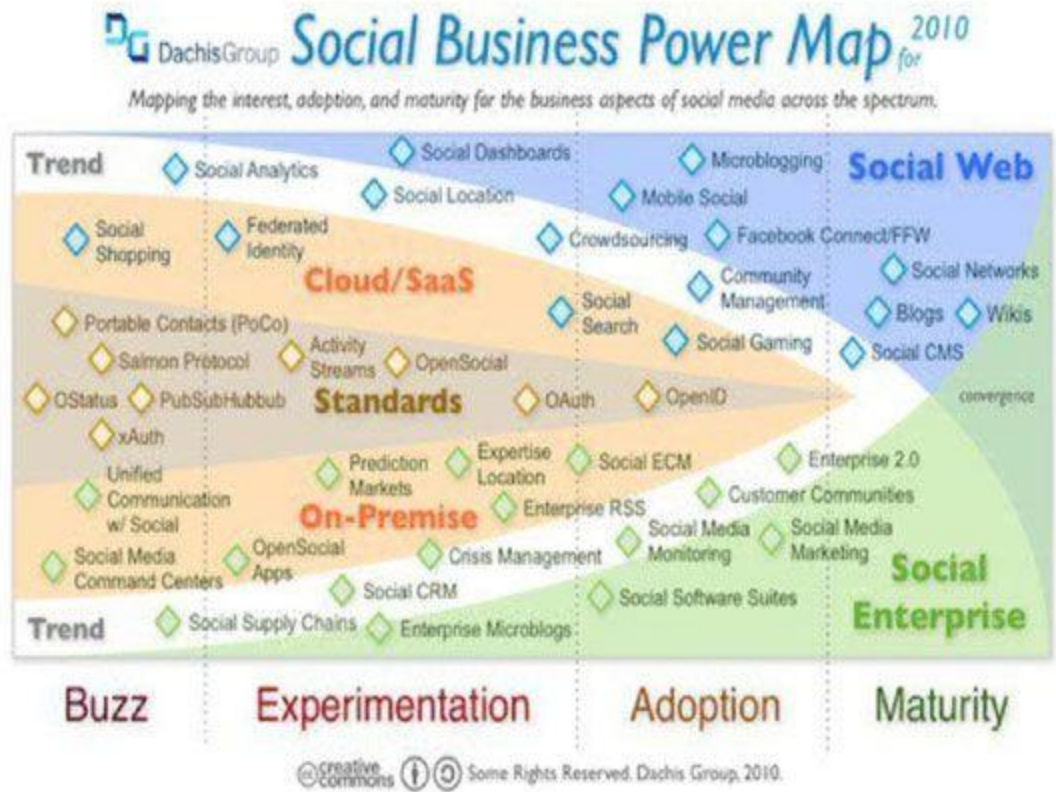 DachisGroup
Social Business Power Map for 2010
Mapping the interest, adoption, and maturity for the business aspects of social media across the spectrum.
Trend
Social Analytics
Social Dashboards
Microblogging
Social Web
Social Location
Mobile Social
Social
Shopping
Federated
Identity
Crowdsourcing
Facebook Connect/FFW
Cloud/SaaS
Community
Management
Social Networks
Social
Search
Blogs
Wikis
Portable Contacts (PoCo)
Social Gaming
Social CMS
Salmon Protocol
Activity
Streams
OpenSocial
OStatus
PubSubHubbub
Standards
OAuth
OpenID
convergence
xAuth
Unified
Communication
w/ Social
Prediction
Markets
Expertise
Location
Social ECM
Enterprise 2.0
On-Premise
Enterprise RSS
Customer Communities
Social Media
Monitoring
Social Media
Marketing
Social Media
Command Centers
OpenSocial
Apps
Crisis Management
Social
Enterprise
Social CRM
Social Software Suites
Trend
Social Supply Chains
Enterprise Microblogs
Buzz
Experimentation
Adoption
Maturity
cc creative
commons
Some Rights Reserved. Dachis Group, 2010.